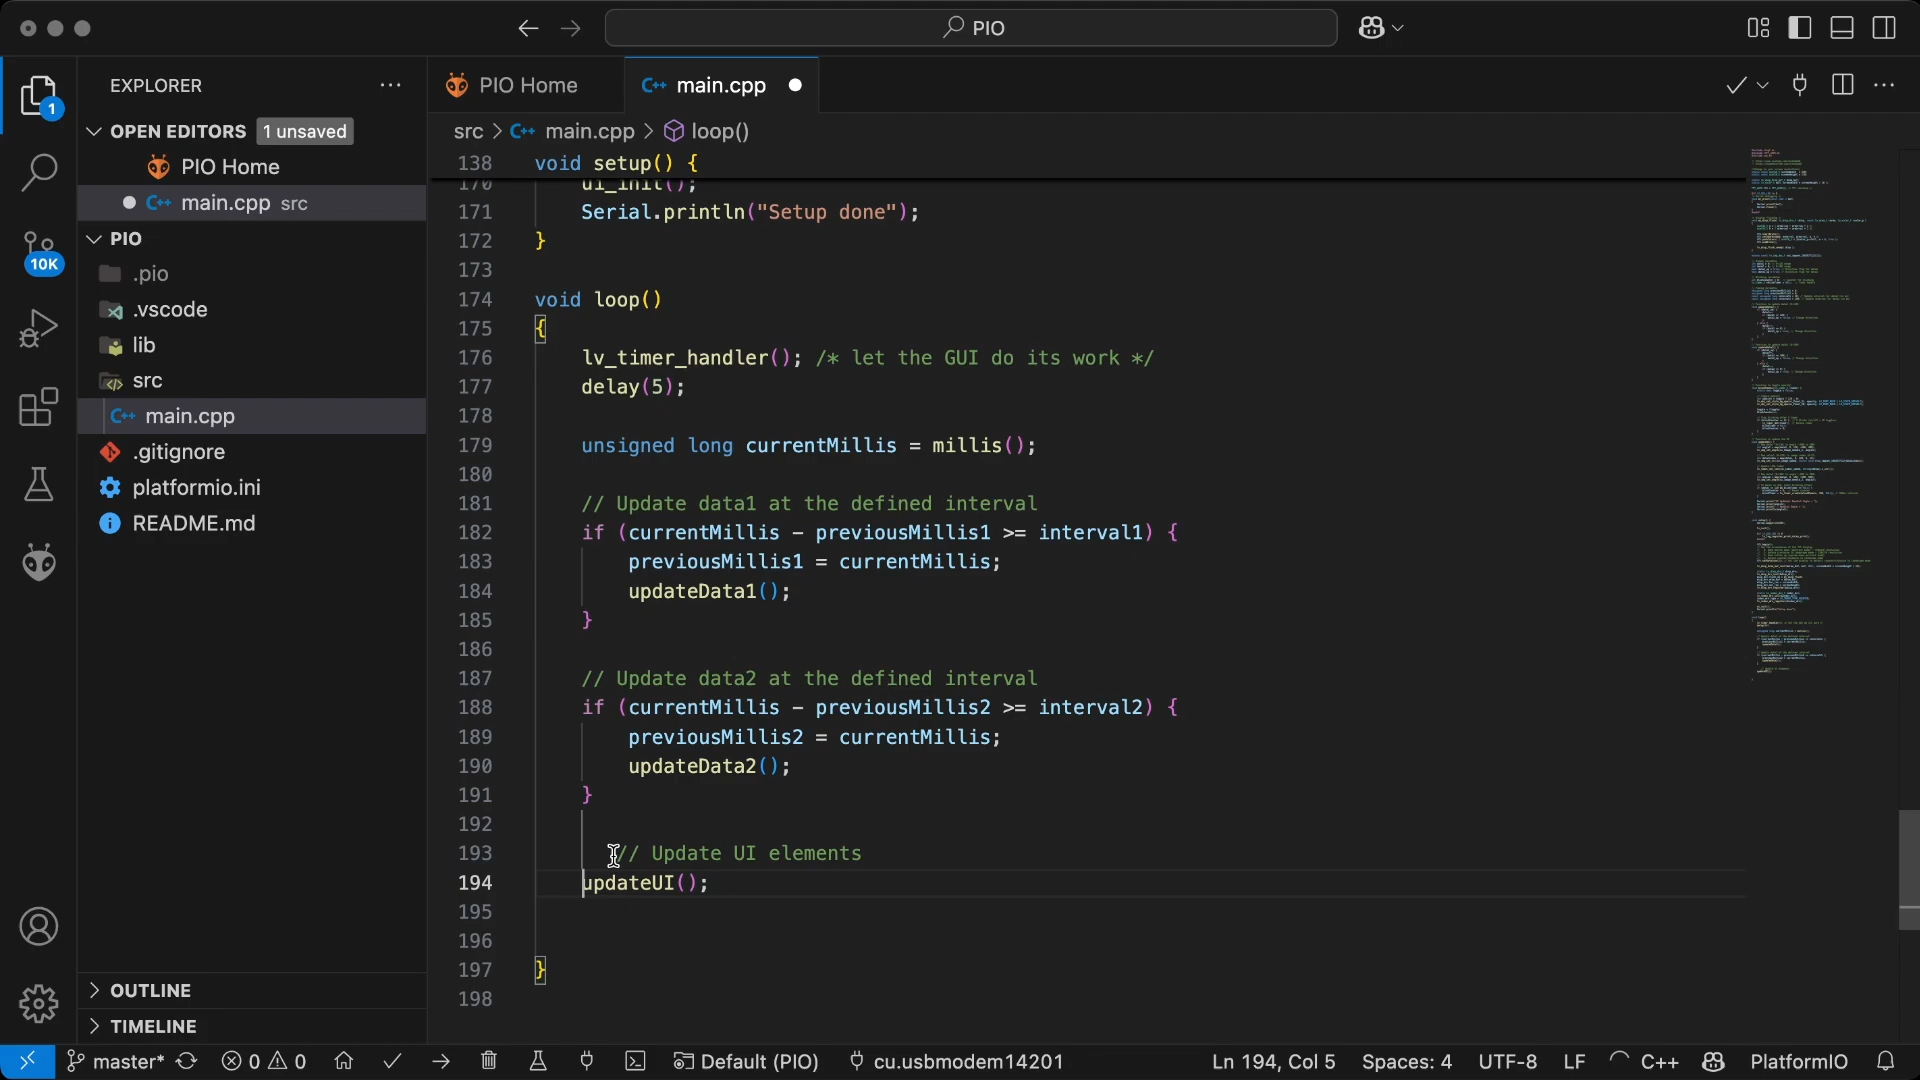 PIO
EXPLORER
PIO Home
main.cpp
1
OPEN EDITORS
1 unsaved
src > main.cpp > loop()
PIO Home
main.cpp src
PIO
.pio
.vscode
lib
src
main.cpp
.gitignore
platformio.ini
README.md
10K
138 void setup() {
170 ui_init();
171 Serial.println("Setup done");
172 }
173
174 void loop()
175 {
176 lv_timer_handler(); /* let the GUI do its work */
177 delay(5);
178
179 unsigned long currentMillis = millis();
180
181 // Update data1 at the defined interval
182 if (currentMillis - previousMillis1 >= interval1) {
183 previousMillis1 = currentMillis;
184 updateData1();
185 }
186
187 // Update data2 at the defined interval
188 if (currentMillis - previousMillis2 >= interval2) {
189 previousMillis2 = currentMillis;
190 updateData2();
191 }
192
193 // Update UI elements
194 updateUI();
195
196
197 }
198
OUTLINE
TIMELINE
master* 0 0 Default (PIO) cu.usbmodem14201 Ln 194, Col 5 Spaces: 4 UTF-8 LF C++ PlatformIO